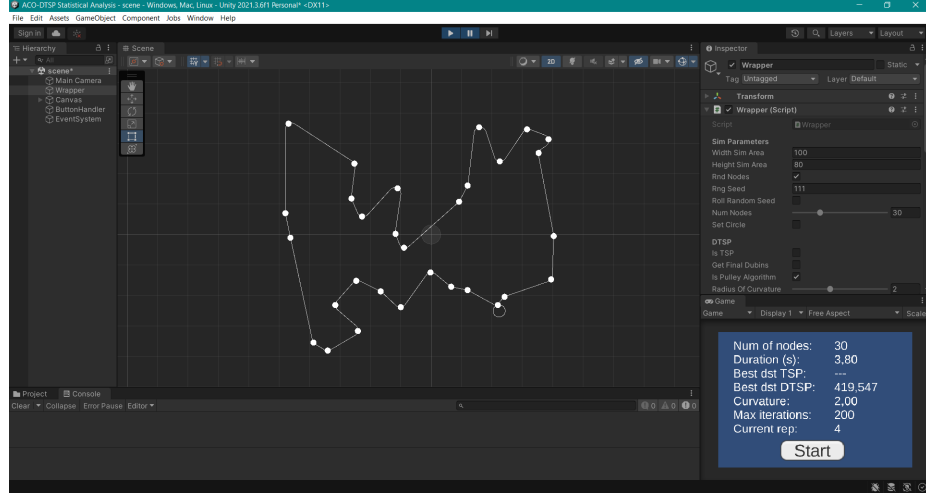 ACO-DTSP Statistical Analysis - scene - Windows, Mac, Linux - Unity 2021.3.6f1 Personal* <DX11>
File Edit Assets GameObject Component Jobs Window Help
Sign in
Layers
Layout
Hierarchy
All
scene*
Main Camera
Wrapper
Canvas
ButtonHandler
EventSystem
Scene
2D
Inspector
Wrapper
Static
Tag Untagged
Layer Default
Transform
Wrapper (Script)
Script Wrapper
Sim Parameters
Width Sim Area 100
Height Sim Area 80
Rnd Nodes
Rng Seed 111
Roll Random Seed
Num Nodes 30
Set Circle
DTSP
Is TSP
Get Final Dubins
Is Pulley Algorithm
Radius Of Curvature 2
Game
Game Display 1 Free Aspect Scale
Num of nodes: 30
Duration (s): 3,80
Best dst TSP: ---
Best dst DTSP: 419,547
Curvature: 2,00
Max iterations: 200
Current rep: 4
Start
Project Console
Clear Collapse Error Pause Editor
0 0 0